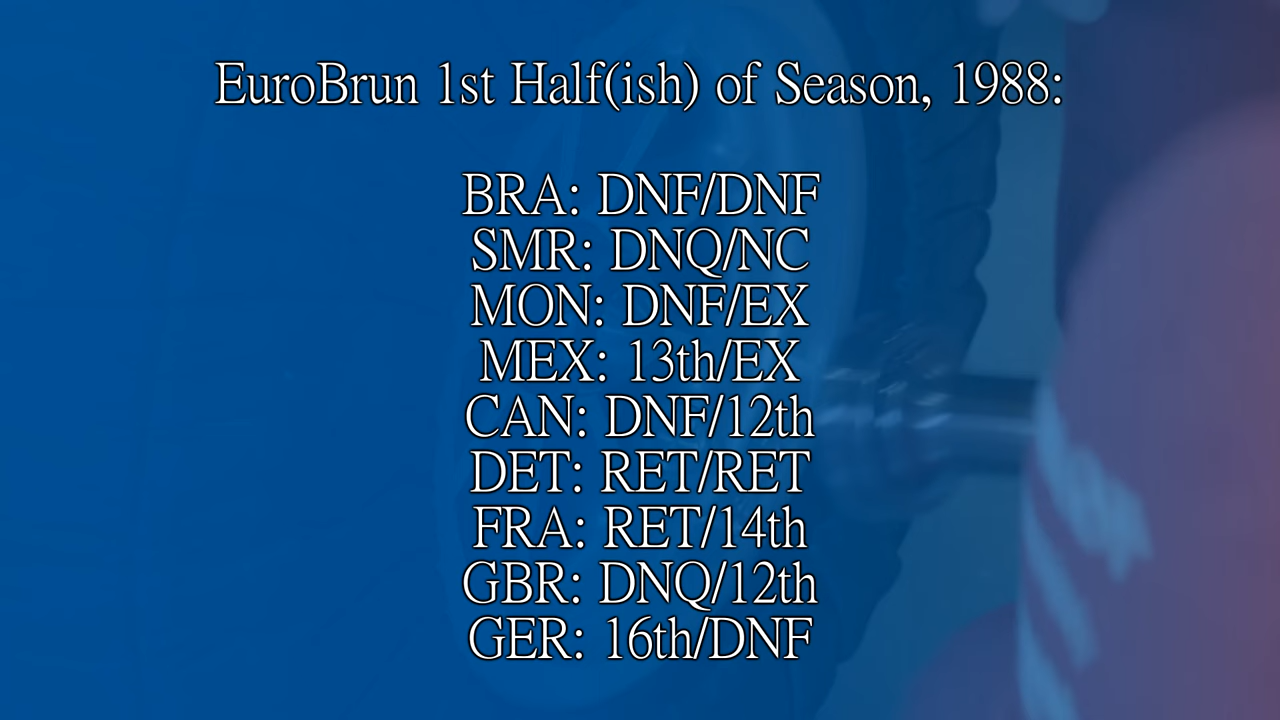 EuroBrun 1st Half(ish) of Season, 1988:
BRA: DNF/DNF
SMR: DNQ/NC
MON: DNF/EX
MEX: 13th/EX
CAN: DNF/12th
DET: RET/RET
FRA: RET/14th
GBR: DNQ/12th
GER: 16th/DNF